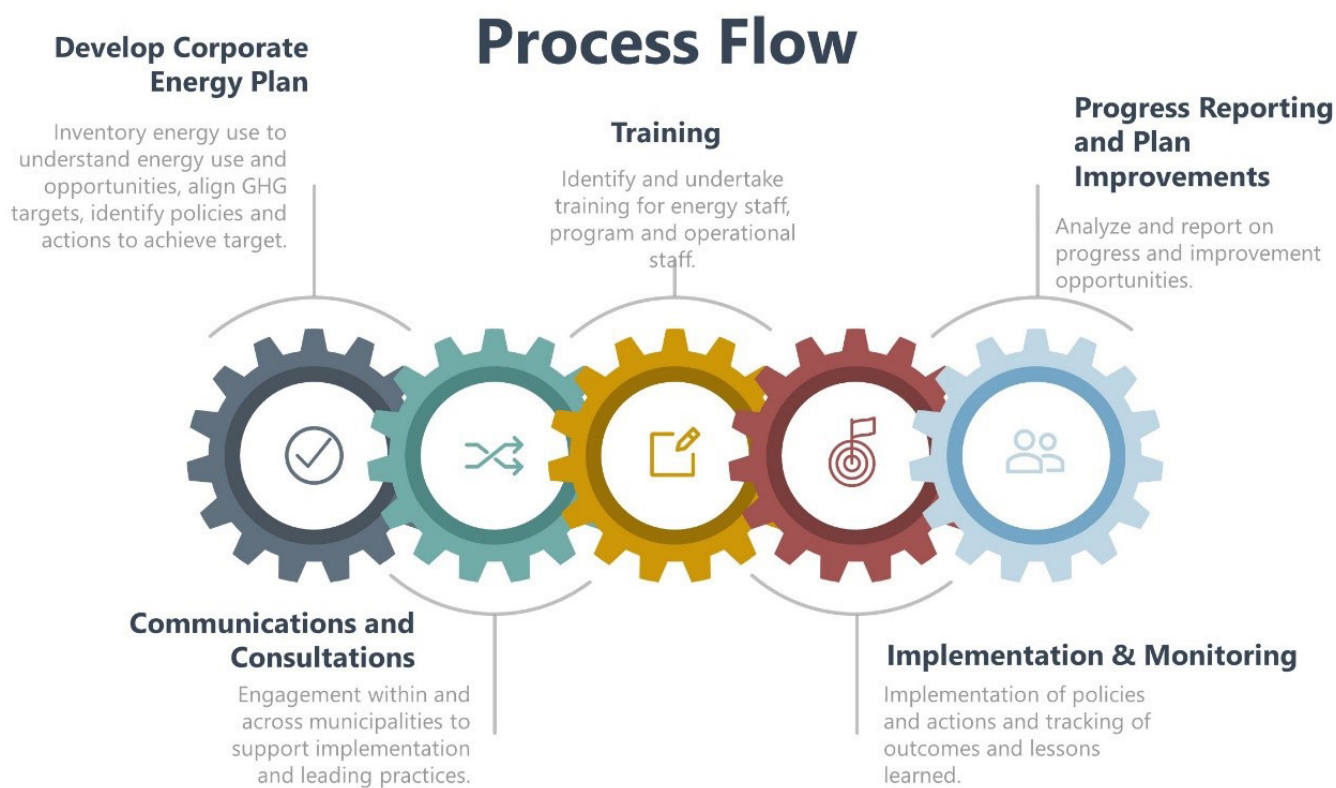 Process Flow
Develop Corporate
Energy Plan
Inventory energy use to
understand energy use and
opportunities, align GHG
targets, identify policies and
actions to achieve target.
Communications and
Consultations
Engagement within and
across municipalities to
support implementation
and leading practices.
Training
Identify and undertake
training for energy staff,
program and operational
staff.
Implementation & Monitoring
Implementation of policies
and actions and tracking of
outcomes and lessons
learned.
Progress Reporting
and Plan
Improvements
Analyze and report on
progress and improvement
opportunities.